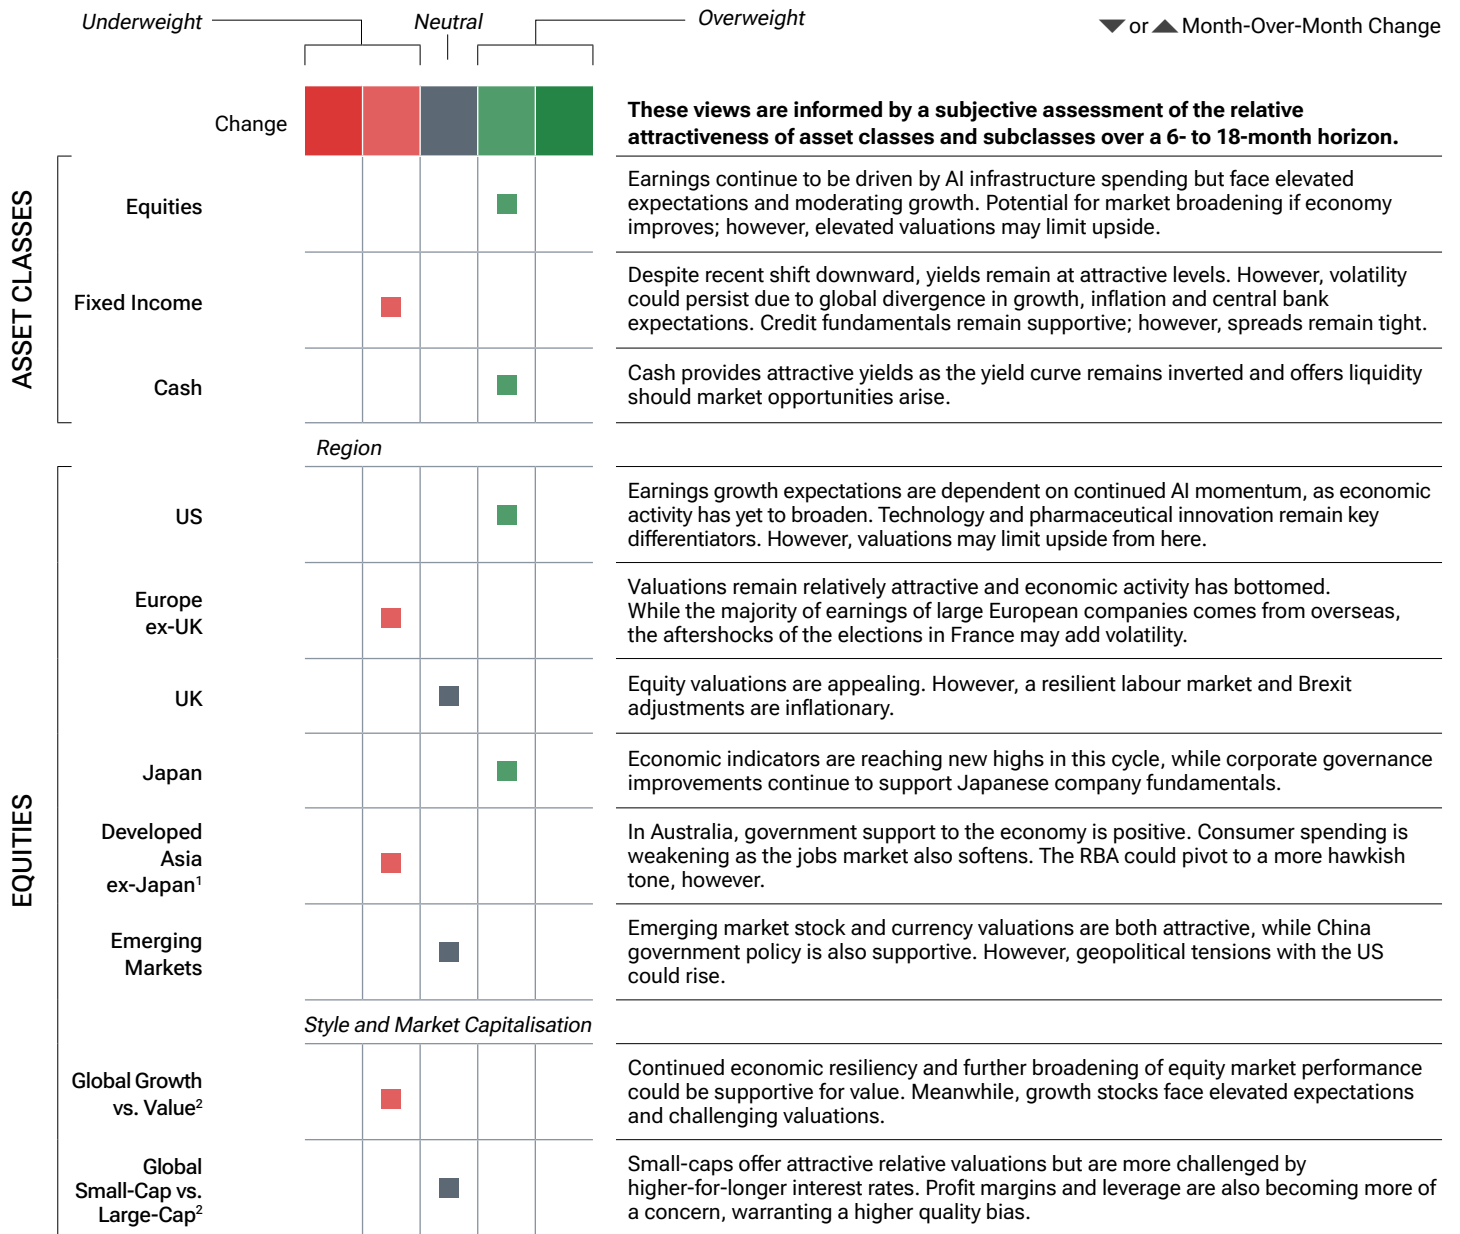 Underweight
Neutral
Overweight
▼ or ▲ Month-Over-Month Change
Change
These views are informed by a subjective assessment of the relative
attractiveness of asset classes and subclasses over a 6- to 18-month horizon.
ASSET CLASSES
Equities
Earnings continue to be driven by AI infrastructure spending but face elevated
expectations and moderating growth. Potential for market broadening if economy
improves; however, elevated valuations may limit upside.
Fixed Income
Despite recent shift downward, yields remain at attractive levels. However, volatility
could persist due to global divergence in growth, inflation and central bank
expectations. Credit fundamentals remain supportive; however, spreads remain tight.
Cash
Cash provides attractive yields as the yield curve remains inverted and offers liquidity
should market opportunities arise.
Region
EQUITIES
US
Earnings growth expectations are dependent on continued AI momentum, as economic
activity has yet to broaden. Technology and pharmaceutical innovation remain key
differentiators. However, valuations may limit upside from here.
Europe
ex-UK
Valuations remain relatively attractive and economic activity has bottomed.
While the majority of earnings of large European companies comes from overseas,
the aftershocks of the elections in France may add volatility.
UK
Equity valuations are appealing. However, a resilient labour market and Brexit
adjustments are inflationary.
Japan
Economic indicators are reaching new highs in this cycle, while corporate governance
improvements continue to support Japanese company fundamentals.
Developed
Asia
ex-Japan¹
In Australia, government support to the economy is positive. Consumer spending is
weakening as the jobs market also softens. The RBA could pivot to a more hawkish
tone, however.
Emerging
Markets
Emerging market stock and currency valuations are both attractive, while China
government policy is also supportive. However, geopolitical tensions with the US
could rise.
Style and Market Capitalisation
Global Growth
vs. Value²
Continued economic resiliency and further broadening of equity market performance
could be supportive for value. Meanwhile, growth stocks face elevated expectations
and challenging valuations.
Global
Small-Cap vs.
Large-Cap²
Small-caps offer attractive relative valuations but are more challenged by
higher-for-longer interest rates. Profit margins and leverage are also becoming more of
a concern, warranting a higher quality bias.